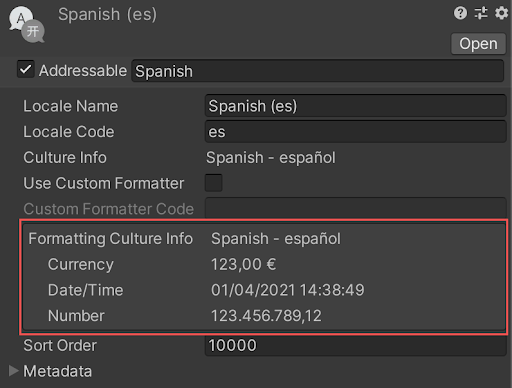 A
开
Spanish (es)
Open
Addressable Spanish
Locale Name Spanish (es)
Locale Code es
Culture Info Spanish - español
Use Custom Formatter
Custom Formatter Code
Formatting Culture Info Spanish - español
Currency 123,00 €
Date/Time 01/04/2021 14:38:49
Number 123.456.789,12
Sort Order 10000
Metadata